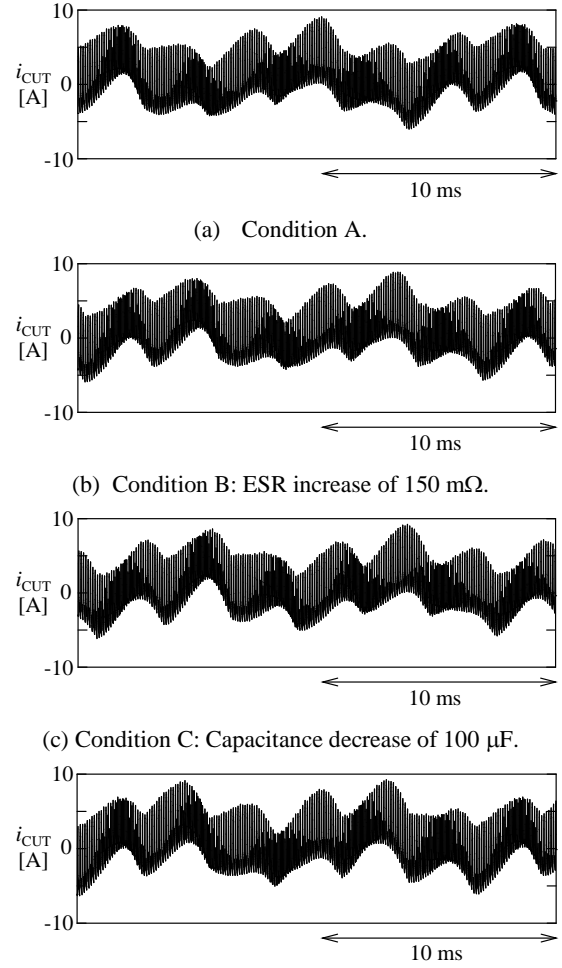 10
i_CUT
0
[A]
-10
10 ms
(a) Condition A.
10
i_CUT
0
[A]
-10
10 ms
(b) Condition B: ESR increase of 150 mΩ.
10
i_CUT
0
[A]
-10
10 ms
(c) Condition C: Capacitance decrease of 100 μF.
10
i_CUT
0
[A]
-10
10 ms